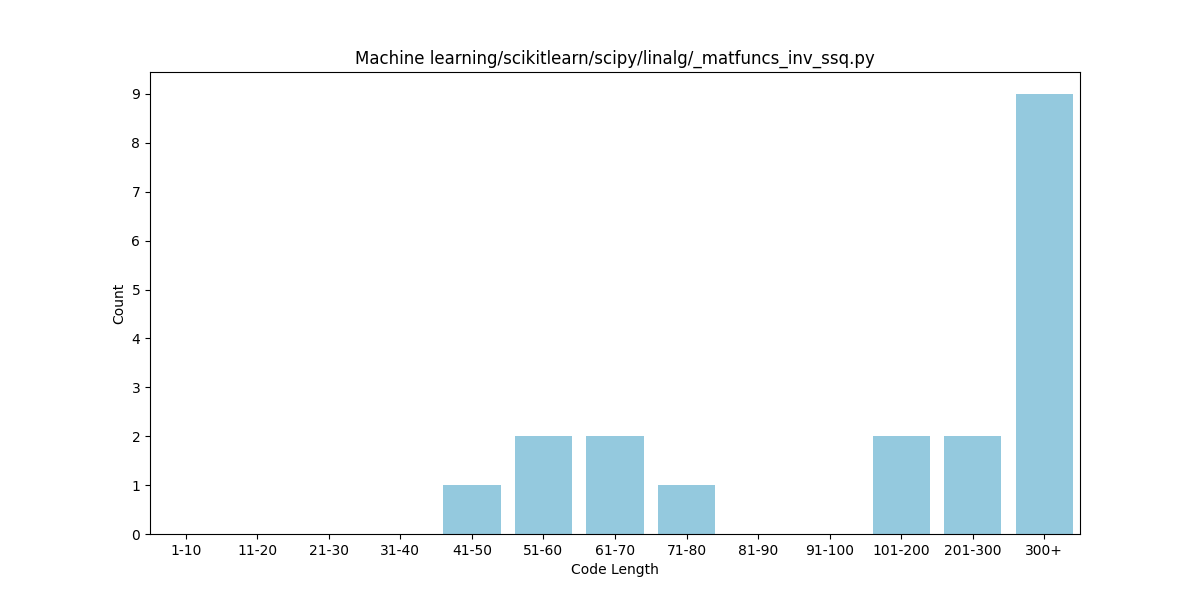 Machine learning/scikitlearn/scipy/linalg/_matfuncs_inv_ssq.py
9
8
7
6
5
4
3
2
1
0
Count
1-10 11-20 21-30 31-40 41-50 51-60 61-70 71-80 81-90 91-100 101-200 201-300 300+
Code Length